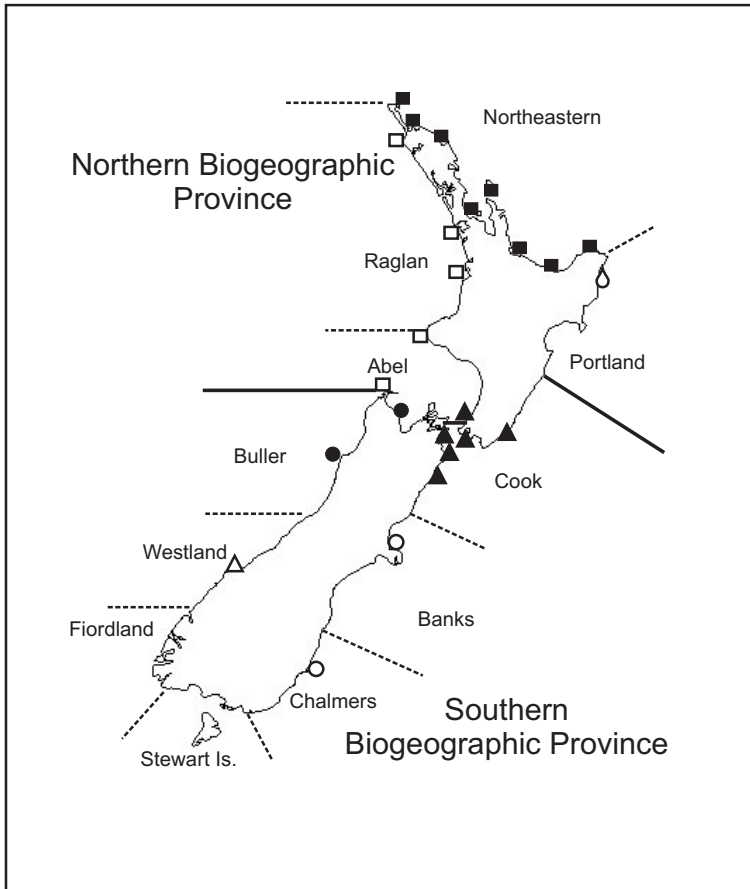 Northeastern
Northern Biogeographic
Province
Raglan
Portland
Abel
Buller
Cook
Westland
Fiordland
Banks
Chalmers
Southern
Biogeographic Province
Stewart Is.